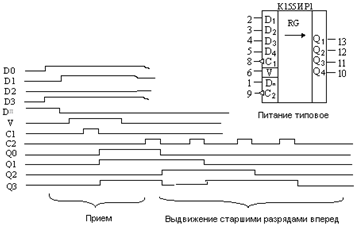 К155ИР1
2 D1 RG Q1 13
3 D2 Q2 12
4 D3 Q3 11
5 D4 Q4 10
8 C1
6 V
1 D=
9 C2
Питание типовое
D0
D1
D2
D3
D=
V
C1
C2
Q0
Q1
Q2
Q3
Прием
Выдвижение старшими разрядами вперед